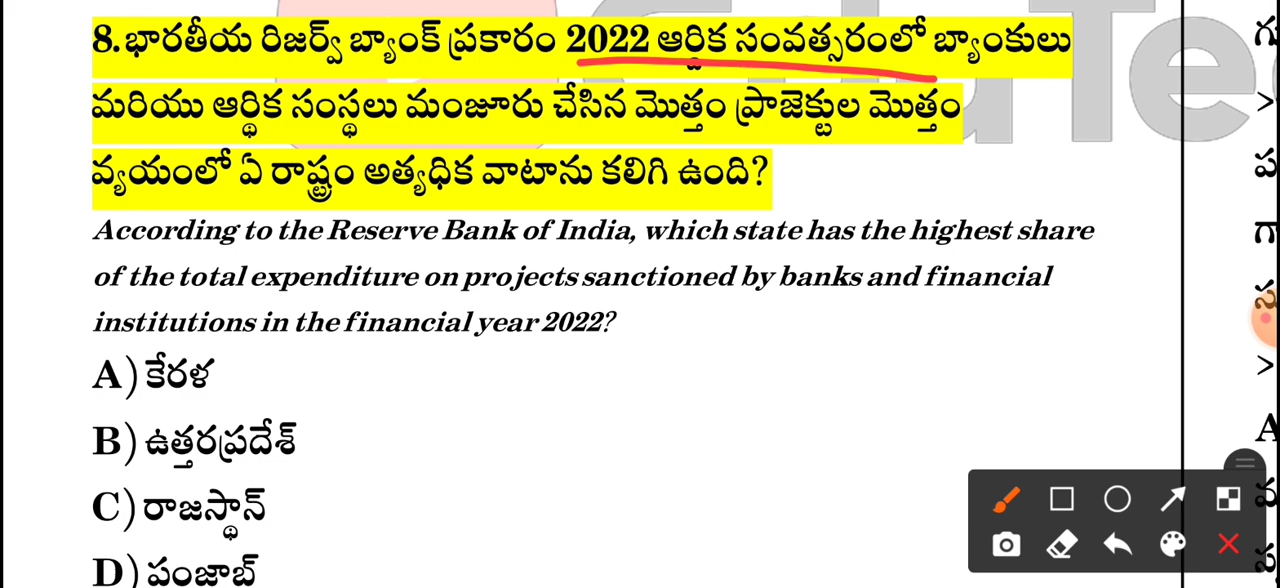 8.భారతీయ రిజర్వ్ బ్యాంక్ ప్రకారం 2022 ఆర్థిక సంవత్సరంలో బ్యాంకులు
మరియు ఆర్థిక సంస్థలు మంజూరు చేసిన మొత్తం ప్రాజెక్టుల మొత్తం
వ్యయంలో ఏ రాష్ట్రం అత్యధిక వాటాను కలిగి ఉంది?
According to the Reserve Bank of India, which state has the highest share
of the total expenditure on projects sanctioned by banks and financial
institutions in the financial year 2022?
A) కేరళ
B) ఉత్తరప్రదేశ్
C) రాజస్థాన్
D) పంజాబ్